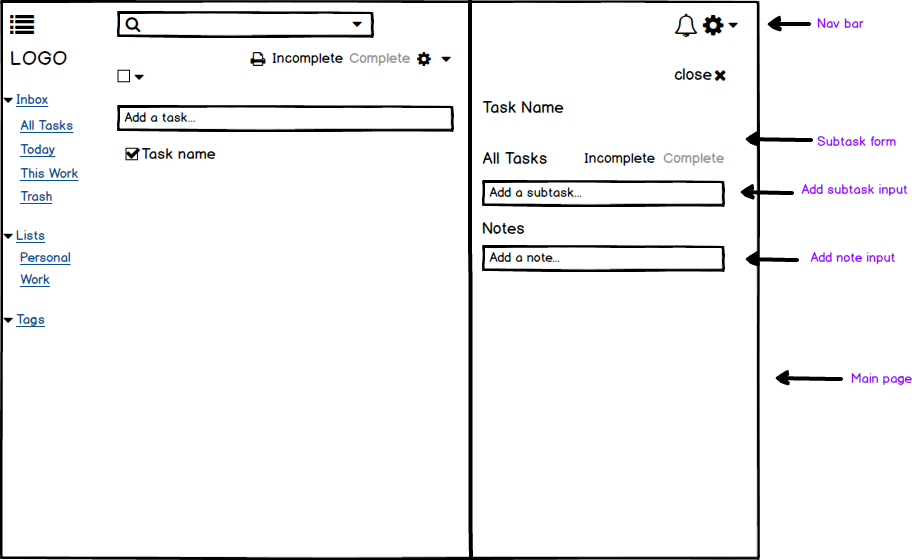 Nav bar
LOGO
Incomplete Complete
close
Inbox
All Tasks
Today
This Work
Trash
Lists
Personal
Work
Tags
Add a task...
Task name
Task Name
Subtask form
All Tasks Incomplete Complete
Add a subtask...
Add subtask input
Notes
Add a note...
Add note input
Main page